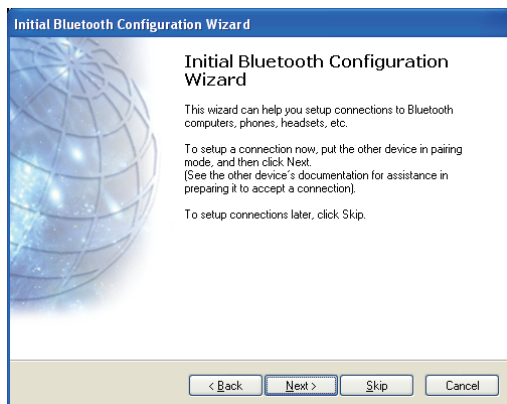 Initial Bluetooth Configuration Wizard
Initial Bluetooth Configuration
Wizard
This wizard can help you setup connections to Bluetooth
computers, phones, headsets, etc.
To setup a connection now, put the other device in pairing
mode, and then click Next.
(See the other device´s documentation for assistance in
preparing it to accept a connection).
To setup connections later, click Skip.
< Back Next > Skip Cancel